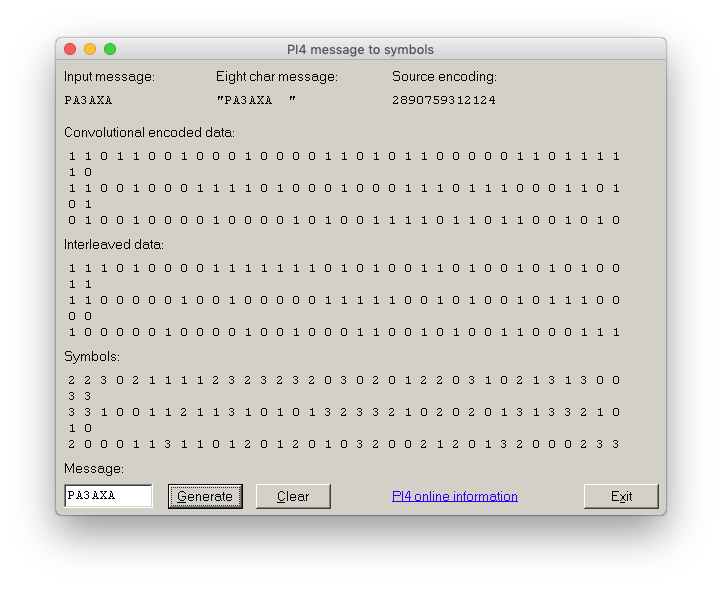 PI4 message to symbols
Input message: Eight char message: Source encoding:
PA3AXA "PA3AXA  " 2890759312124
Convolutional encoded data:
1 1 0 1 1 0 0 1 0 0 0 1 0 0 0 0 1 1 0 1 0 1 1 0 0 0 0 0 1 1 0 1 1 1 1
1 0
1 1 0 0 1 0 0 0 1 1 1 1 0 1 0 0 0 1 0 0 0 1 1 1 0 1 1 1 0 0 0 1 1 0 1
0 1
0 1 0 0 1 0 0 0 0 1 0 0 0 0 1 0 1 0 0 1 1 1 1 0 1 1 0 1 1 0 0 1 0 1 0
Interleaved data:
1 1 1 0 1 0 0 0 0 1 1 1 1 1 1 1 0 1 0 1 0 0 1 1 0 1 0 0 1 0 1 0 1 0 0
1 1
1 1 0 0 0 0 0 1 0 0 1 0 0 0 0 0 1 1 1 1 1 0 0 1 0 1 0 0 1 0 1 1 1 0 0
0 0
1 0 0 0 0 0 1 0 0 0 0 1 0 0 1 0 0 0 1 1 0 0 1 0 1 0 0 1 1 0 0 0 1 1 1
Symbols:
2 2 3 0 2 1 1 1 1 2 3 2 3 2 3 2 0 3 0 2 0 1 2 2 0 3 1 0 2 1 3 1 3 0 0
3 3
3 3 1 0 0 1 1 2 1 1 3 1 0 1 0 1 3 2 3 3 2 1 0 2 0 2 0 1 3 1 3 3 2 1 0
1 0
2 0 0 0 1 1 3 1 1 0 1 2 0 1 2 0 1 0 3 2 0 0 2 1 2 0 1 3 2 0 0 0 2 3 3
Message:
PA3AXA Generate Clear PI4 online information Exit